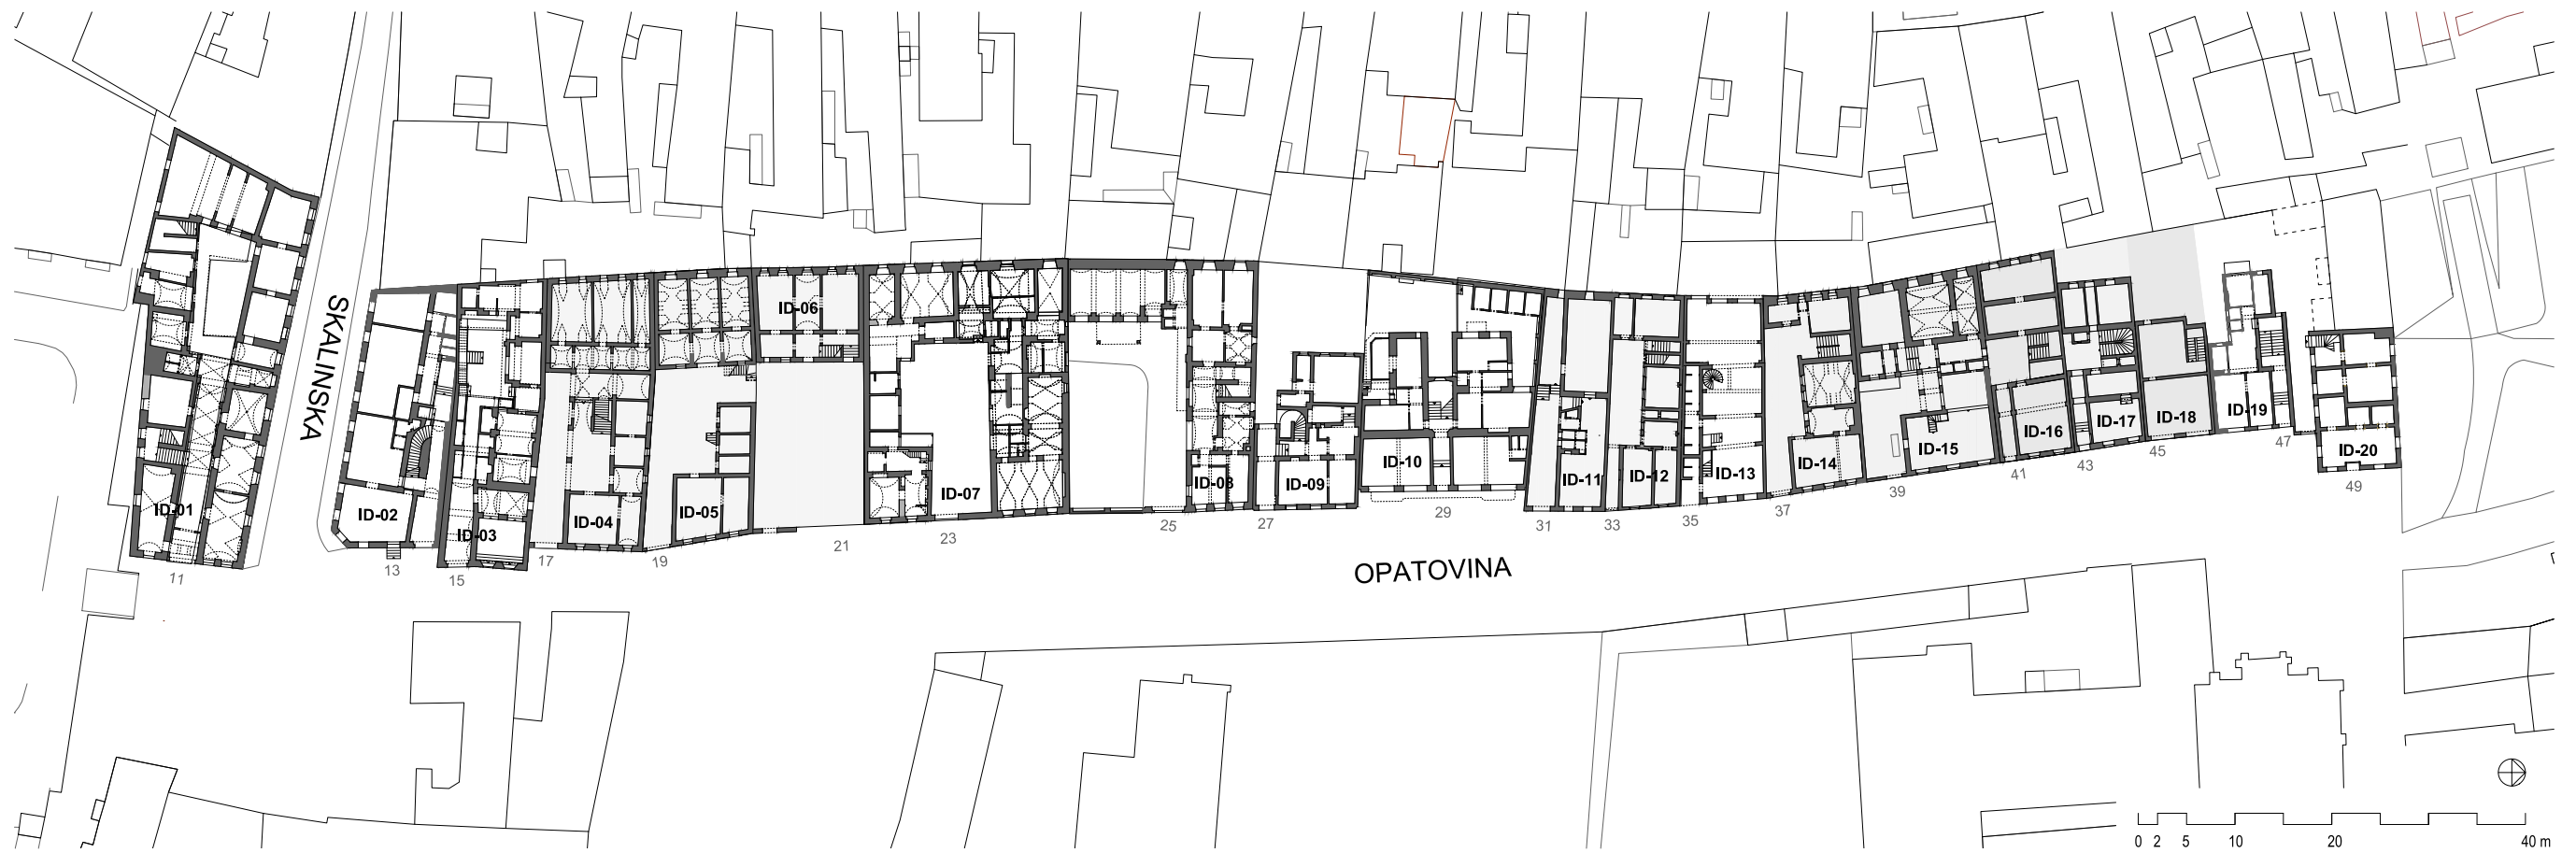 SKALINSKA
ID-06
ID-01
ID-02
ID-03
ID-04
ID-05
ID-07
ID-08
ID-09
ID-10
ID-11
ID-12
ID-13
ID-14
ID-15
ID-16
ID-17
ID-18
ID-19
ID-20
11
13
15
17
19
21
23
25
27
29
31
33
35
37
39
41
43
45
47
49
OPATOVINA
0 2 5 10 20 40 m